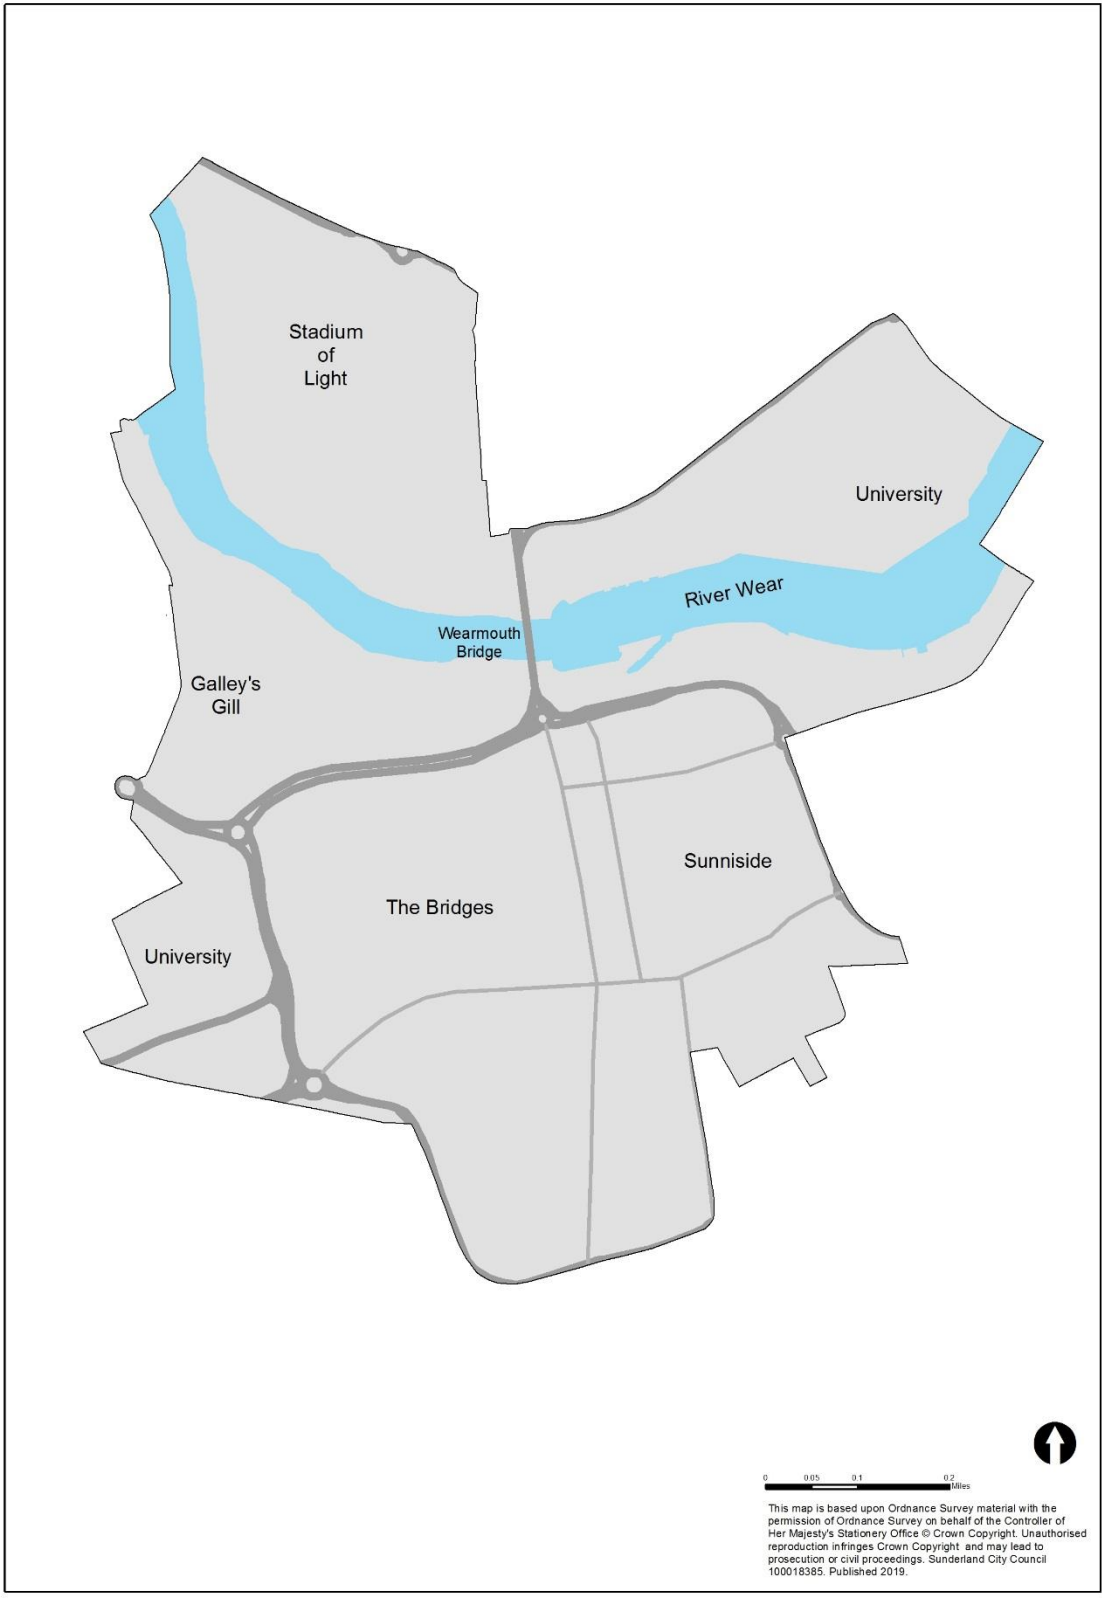 Stadium
of
Light
University
River Wear
Wearmouth
Bridge
Galley's
Gill
Sunniside
The Bridges
University
0 0.05 0.1 0.2
Miles
This map is based upon Ordnance Survey material with the
permission of Ordnance Survey on behalf of the Controller of
Her Majesty's Stationery Office © Crown Copyright. Unauthorised
reproduction infringes Crown Copyright and may lead to
prosecution or civil proceedings. Sunderland City Council
100018385. Published 2019.